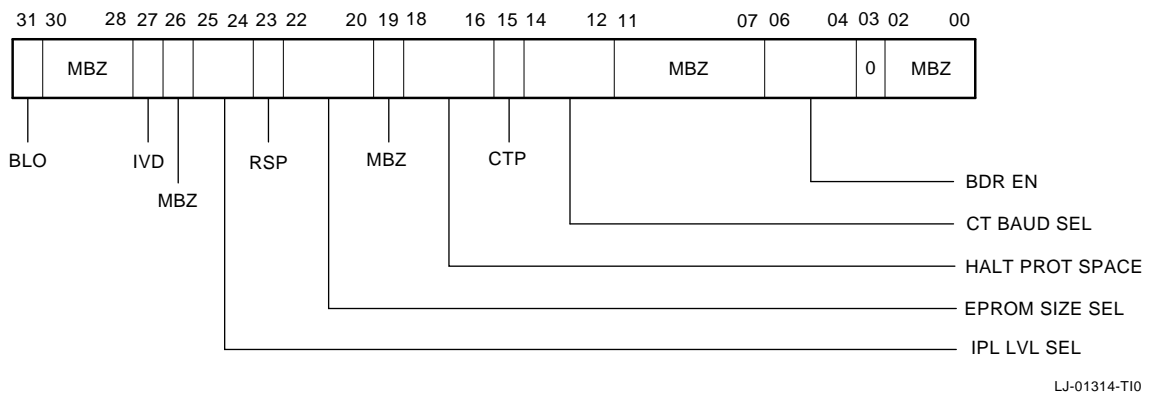 31 30 28 27 26 25 24 23 22 20 19 18 16 15 14 12 11 07 06 04 03 02 00
MBZ MBZ 0 MBZ
BLO IVD RSP MBZ CTP
BDR EN
MBZ
CT BAUD SEL
HALT PROT SPACE
EPROM SIZE SEL
IPL LVL SEL
LJ-01314-TI0